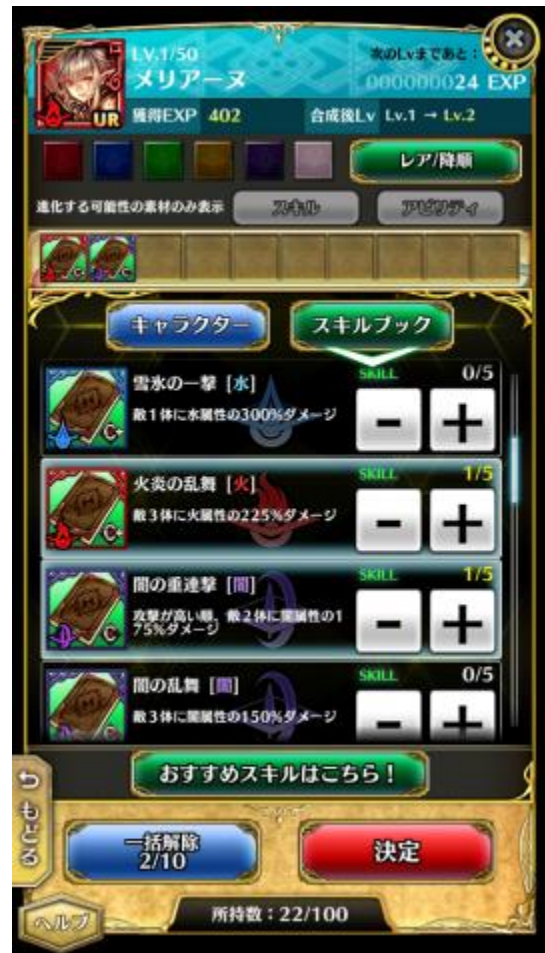 LV.1/50
次のLvまであと：
メリアーヌ
000000024 EXP
UR
獲得EXP 402
合成後Lv Lv.1 → Lv.2
レア/降順
進化する可能性の素材のみ表示
スキル
アビリティ
C
C
キャラクター
スキルブック
雪氷の一撃 [水]
SKILL
0/5
敵1体に水属性の300%ダメージ
- +
C+
火炎の乱舞 [火]
SKILL
1/5
敵3体に火属性の225%ダメージ
- +
C+
闇の重連撃 [闇]
SKILL
1/5
攻撃が高い順、敵2体に闇属性の1
75%ダメージ
- +
C
闇の乱舞 [闇]
SKILL
0/5
敵3体に闇属性の150%ダメージ
- +
C
おすすめスキルはこちら！
もどる
一括解除
2/10
決定
ヘルプ
所持数：22/100